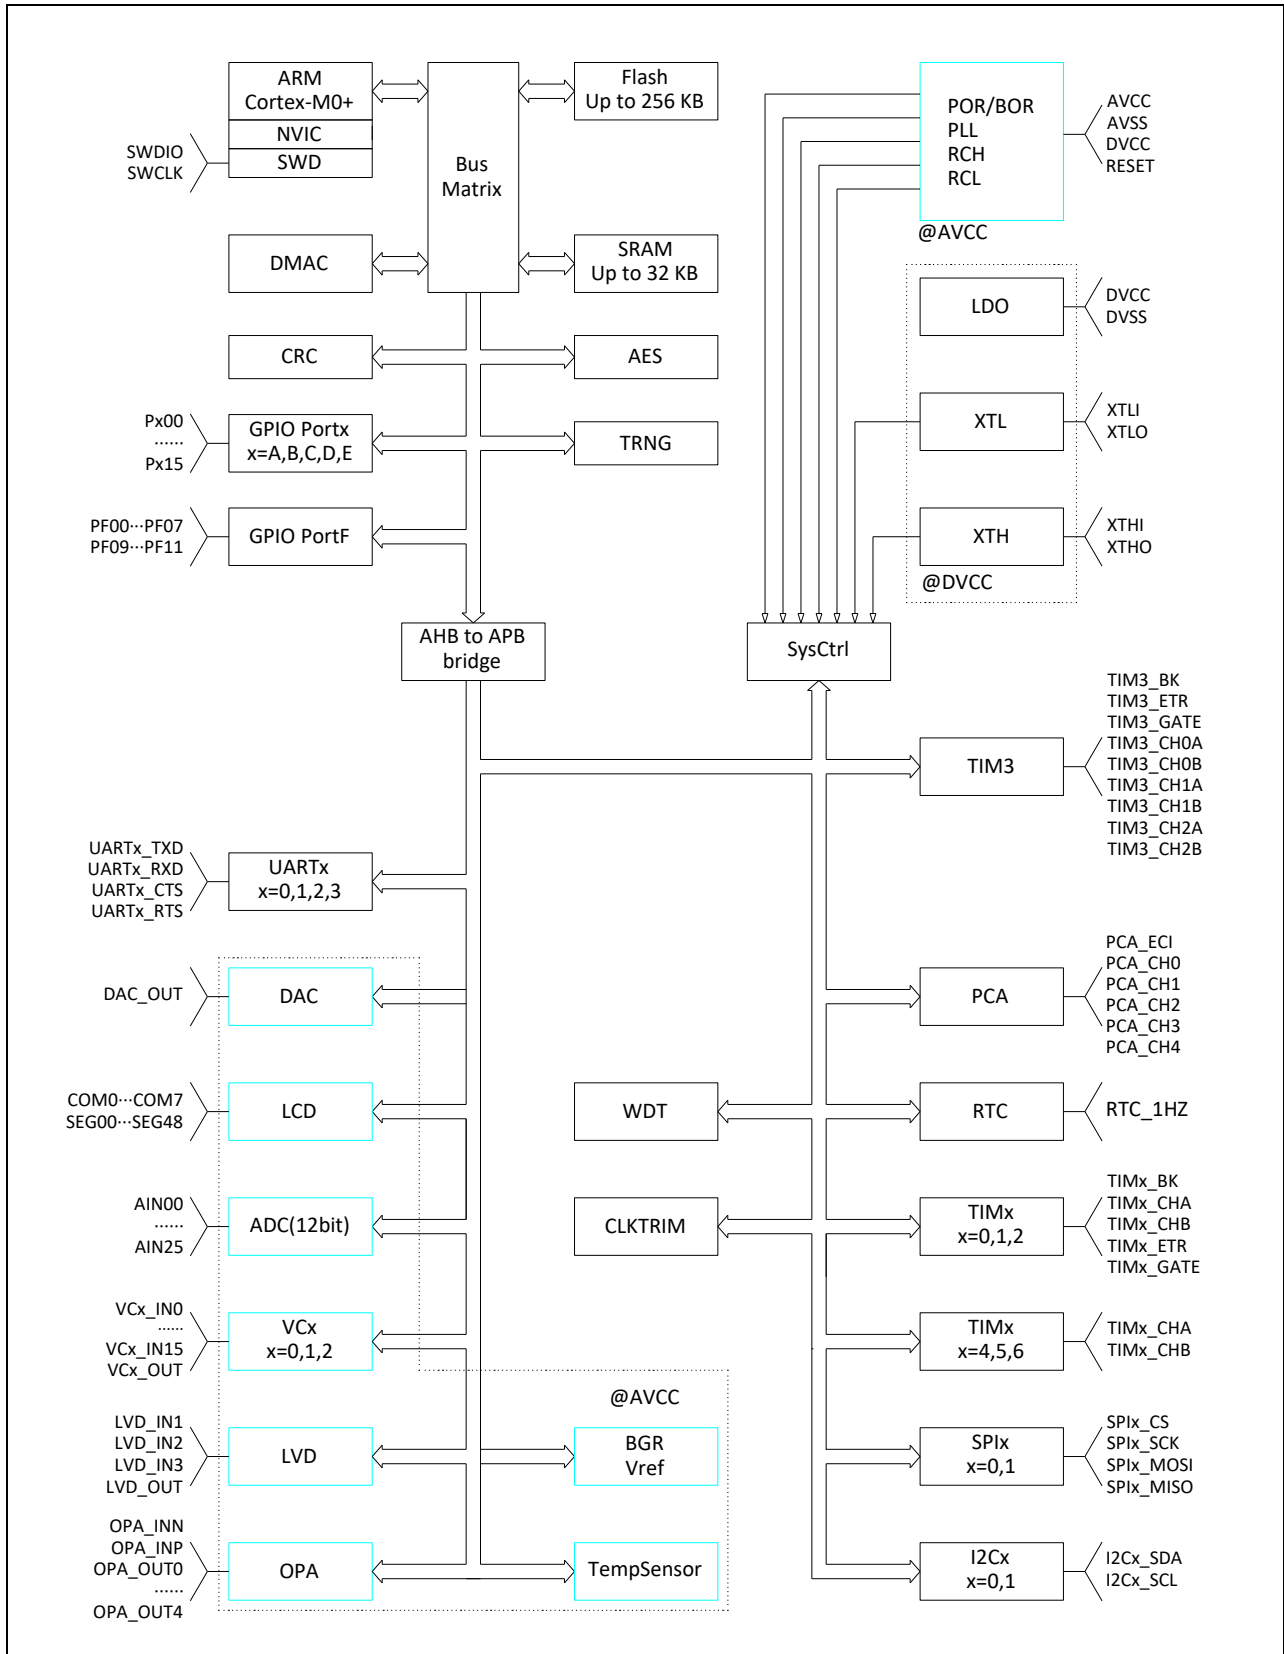 ARM
Cortex-M0+
NVIC
SWD
SWDIO
SWCLK
Bus
Matrix
Flash
Up to 256 KB
DMAC
SRAM
Up to 32 KB
POR/BOR
PLL
RCH
RCL
@AVCC
AVCC
AVSS
DVCC
RESET
LDO
DVCC
DVSS
CRC
AES
Px00
......
Px15
GPIO Portx
x=A,B,C,D,E
TRNG
XTL
XTLI
XTLO
PF00···PF07
PF09···PF11
GPIO PortF
XTH
@DVCC
XTHI
XTHO
AHB to APB
bridge
SysCtrl
TIM3
TIM3_BK
TIM3_ETR
TIM3_GATE
TIM3_CH0A
TIM3_CH0B
TIM3_CH1A
TIM3_CH1B
TIM3_CH2A
TIM3_CH2B
UARTx_TXD
UARTx_RXD
UARTx_CTS
UARTx_RTS
UARTx
x=0,1,2,3
DAC_OUT
DAC
PCA
PCA_ECI
PCA_CH0
PCA_CH1
PCA_CH2
PCA_CH3
PCA_CH4
COM0···COM7
SEG00···SEG48
LCD
WDT
RTC
RTC_1HZ
AIN00
......
AIN25
ADC(12bit)
CLKTRIM
TIMx
x=0,1,2
TIMx_BK
TIMx_CHA
TIMx_CHB
TIMx_ETR
TIMx_GATE
VCx_IN0
......
VCx_IN15
VCx_OUT
VCx
x=0,1,2
TIMx
x=4,5,6
TIMx_CHA
TIMx_CHB
@AVCC
LVD_IN1
LVD_IN2
LVD_IN3
LVD_OUT
LVD
BGR
Vref
SPIx
x=0,1
SPIx_CS
SPIx_SCK
SPIx_MOSI
SPIx_MISO
OPA_INN
OPA_INP
OPA_OUT0
......
OPA_OUT4
OPA
TempSensor
I2Cx
x=0,1
I2Cx_SDA
I2Cx_SCL